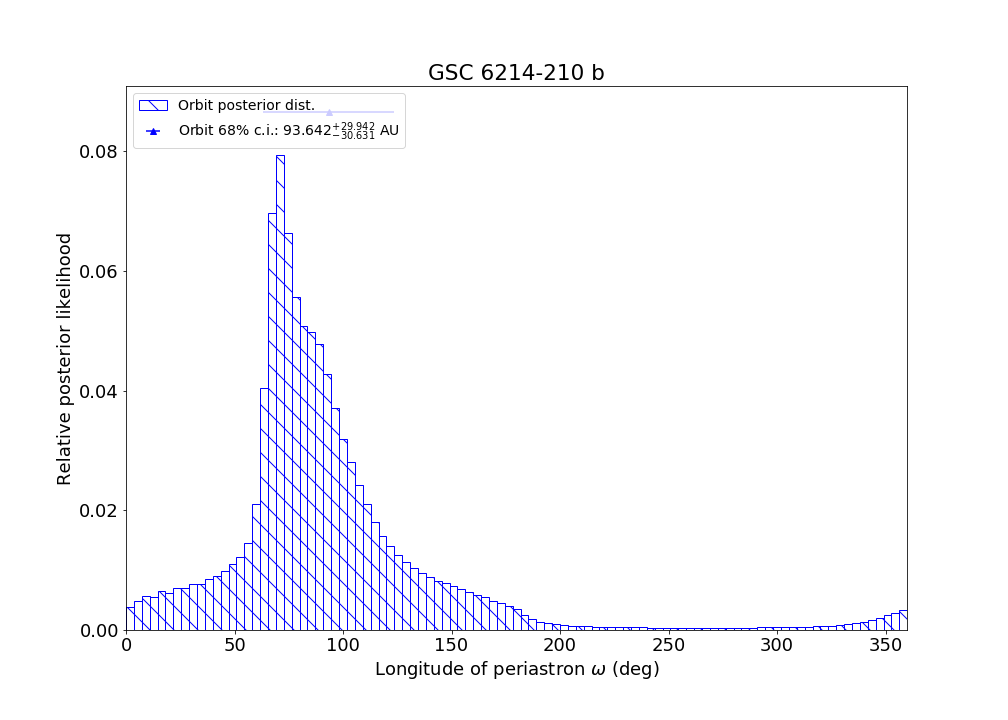 GSC 6214-210 b
Orbit posterior dist.
Orbit 68% c.i.: 93.642+29.942−30.631 AU
Relative posterior likelihood
0.08
0.06
0.04
0.02
0.00
0 50 100 150 200 250 300 350
Longitude of periastron ω (deg)